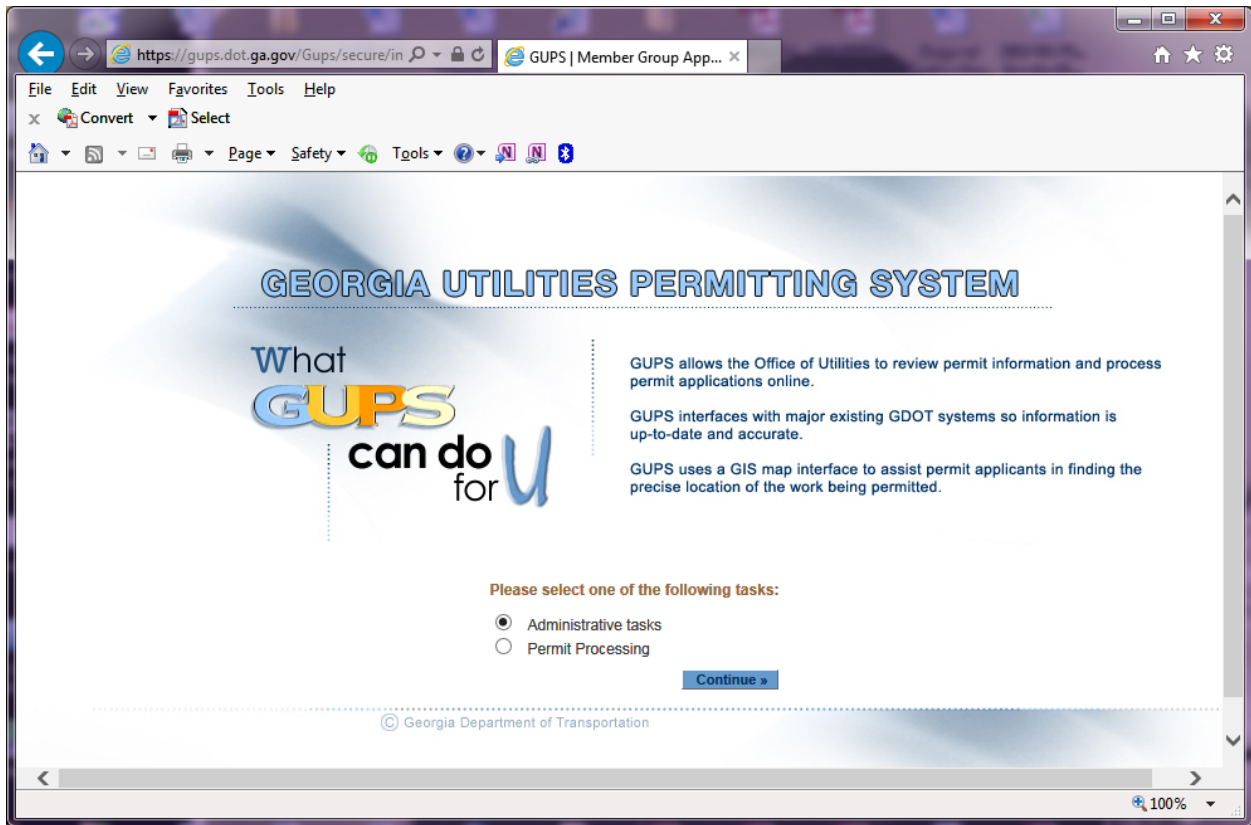 https://gups.dot.ga.gov/Gups/secure/in
GUPS | Member Group App...
File Edit View Favorites Tools Help
x Convert Select
Page Safety Tools
GEORGIA UTILITIES PERMITTING SYSTEM
What
GUPS
can do
for U
GUPS allows the Office of Utilities to review permit information and process
permit applications online.
GUPS interfaces with major existing GDOT systems so information is
up-to-date and accurate.
GUPS uses a GIS map interface to assist permit applicants in finding the
precise location of the work being permitted.
Please select one of the following tasks:
Administrative tasks
Permit Processing
Continue »
© Georgia Department of Transportation
100%